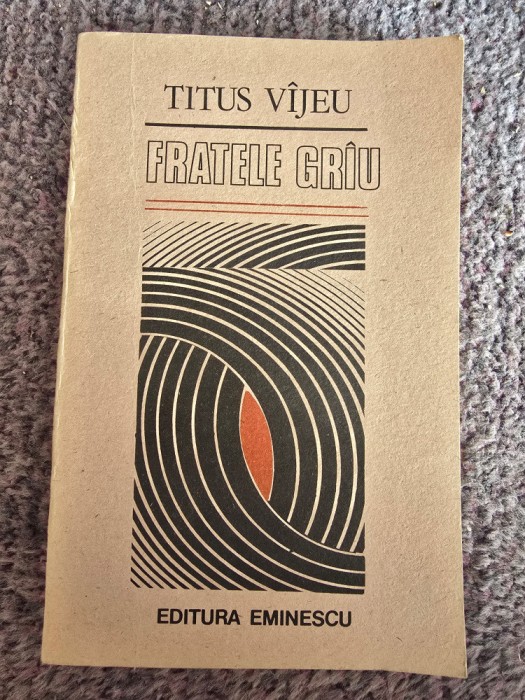 TITUS VÎJEU
FRATELE GRÎU
EDITURA EMINESCU